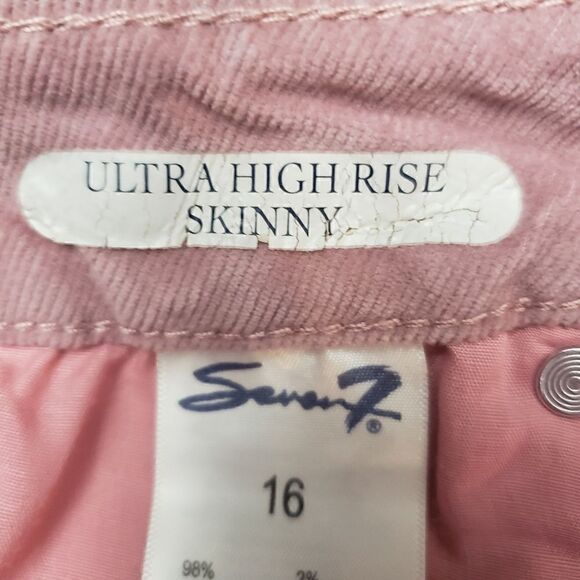 ULTRA HIGH RISE
SKINNY
Seven7®
16
98% 2%